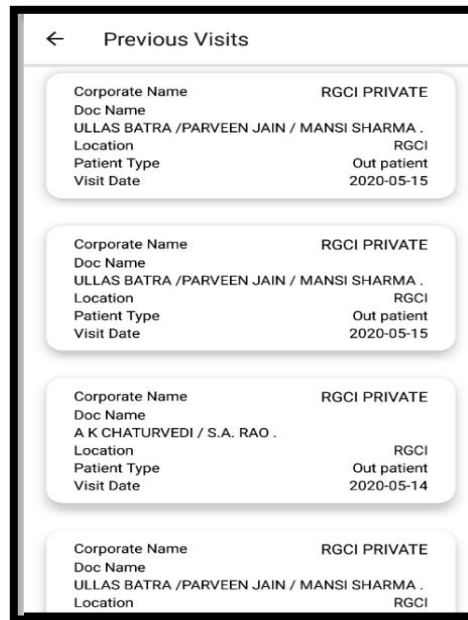 ← Previous Visits
Corporate Name RGCI PRIVATE
Doc Name
ULLAS BATRA /PARVEEN JAIN / MANSI SHARMA .
Location RGCI
Patient Type Out patient
Visit Date 2020-05-15
Corporate Name RGCI PRIVATE
Doc Name
ULLAS BATRA /PARVEEN JAIN / MANSI SHARMA .
Location RGCI
Patient Type Out patient
Visit Date 2020-05-15
Corporate Name RGCI PRIVATE
Doc Name
A K CHATURVEDI / S.A. RAO .
Location RGCI
Patient Type Out patient
Visit Date 2020-05-14
Corporate Name RGCI PRIVATE
Doc Name
ULLAS BATRA /PARVEEN JAIN / MANSI SHARMA .
Location RGCI